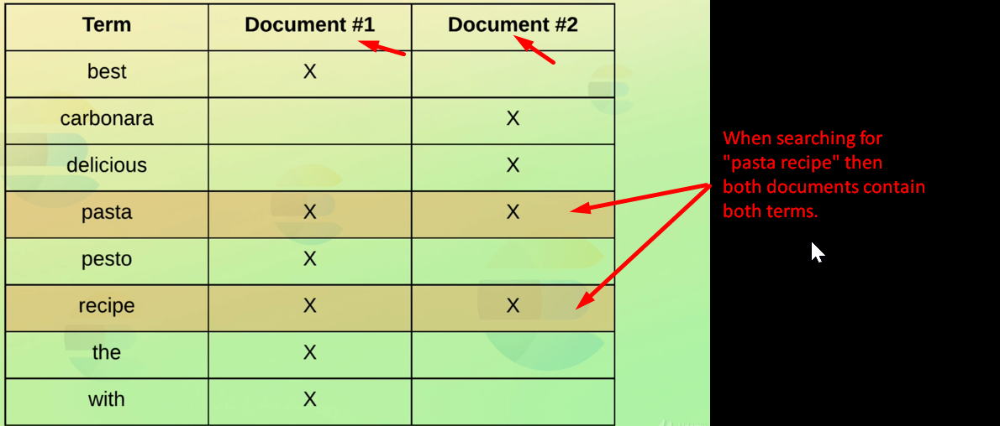 Term Document #1 Document #2
best X
carbonara X
delicious X
pasta X X
pesto X
recipe X X
the X
with X
When searching for
"pasta recipe" then
both documents contain
both terms.